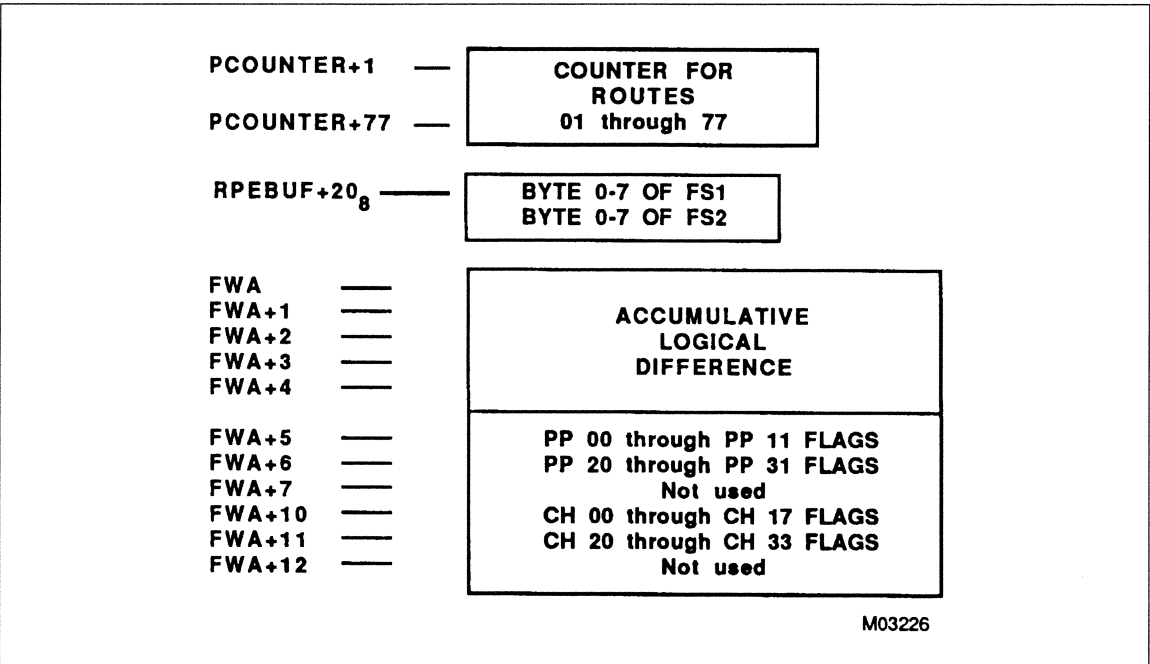 PCOUNTER+1 — COUNTER FOR
ROUTES
PCOUNTER+77 — 01 through 77
RPEBUF+20₈ — BYTE 0-7 OF FS1
BYTE 0-7 OF FS2
FWA —
FWA+1 — ACCUMULATIVE
FWA+2 — LOGICAL
FWA+3 — DIFFERENCE
FWA+4 —
FWA+5 — PP 00 through PP 11 FLAGS
FWA+6 — PP 20 through PP 31 FLAGS
FWA+7 — Not used
FWA+10 — CH 00 through CH 17 FLAGS
FWA+11 — CH 20 through CH 33 FLAGS
FWA+12 — Not used
M03226